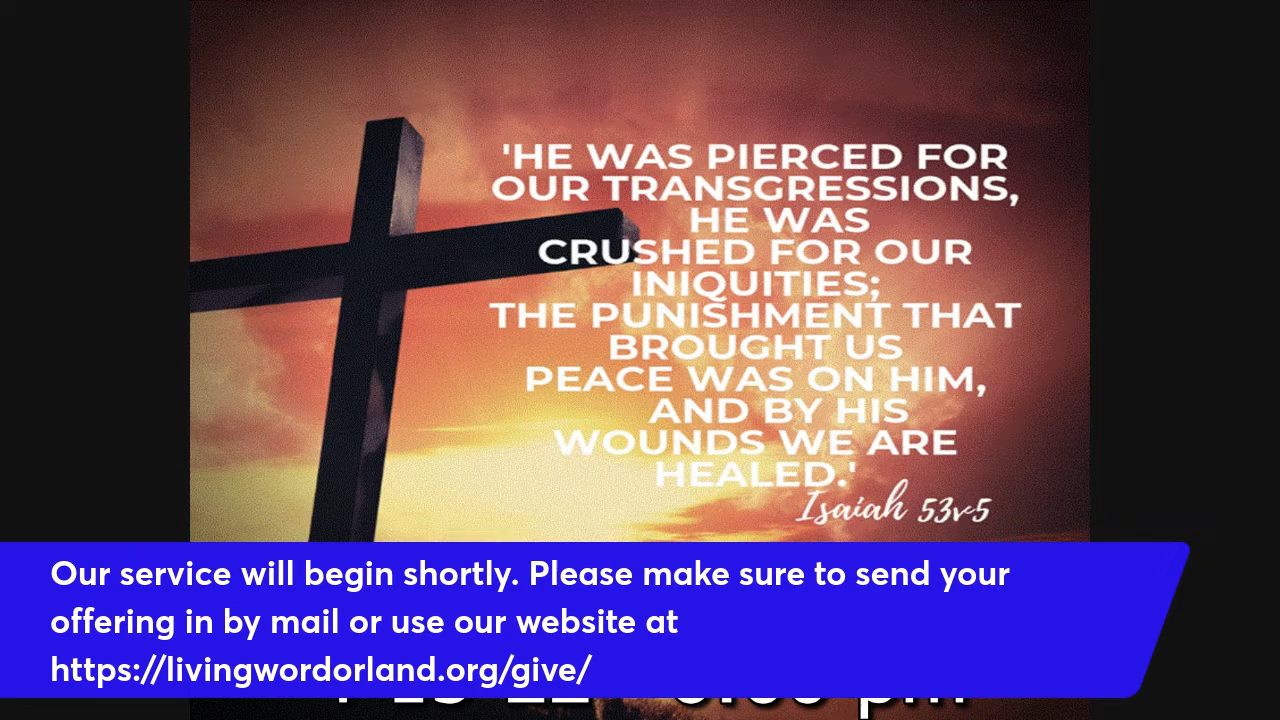 'HE WAS PIERCED FOR
OUR TRANSGRESSIONS,
HE WAS
CRUSHED FOR OUR
INIQUITIES;
THE PUNISHMENT THAT
BROUGHT US
PEACE WAS ON HIM,
AND BY HIS
WOUNDS WE ARE
HEALED.'
Isaiah 53v5
Our service will begin shortly. Please make sure to send your
offering in by mail or use our website at
https://livingwordorland.org/give/
pm